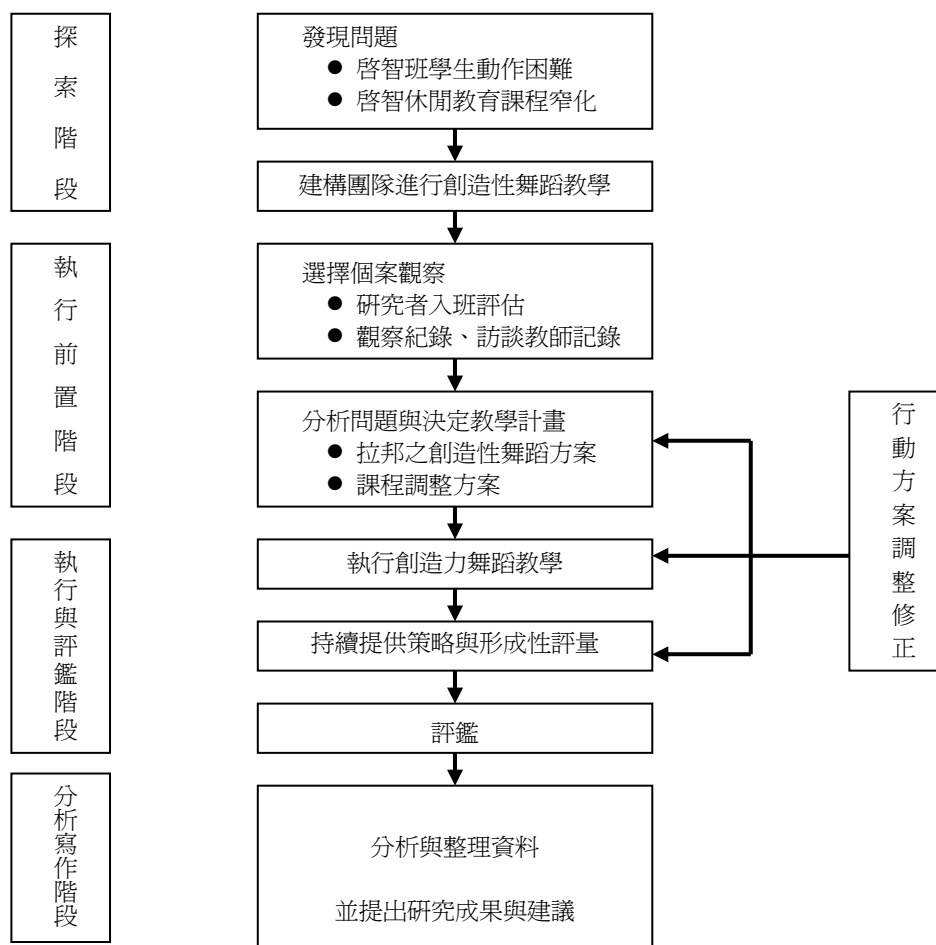 探索階段
發現問題
● 啓智班學生動作困難
● 啓智休閒教育課程窄化
建構團隊進行創造性舞蹈教學
執行前置階段
選擇個案觀察
● 研究者入班評估
● 觀察紀錄、訪談教師記錄
分析問題與決定教學計畫
● 拉邦之創造性舞蹈方案
● 課程調整方案
行動方案調整修正
執行與評鑑階段
執行創造力舞蹈教學
持續提供策略與形成性評量
評鑑
分析寫作階段
分析與整理資料
並提出研究成果與建議